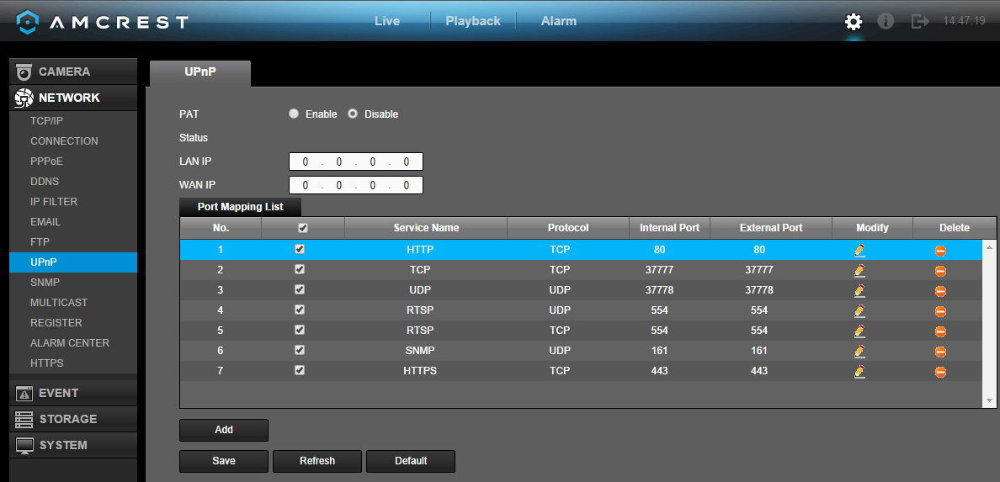 AMCREST Live Playback Alarm 14:47:19
CAMERA
NETWORK
TCP/IP
CONNECTION
PPPoE
DDNS
IP FILTER
EMAIL
FTP
UPnP
SNMP
MULTICAST
REGISTER
ALARM CENTER
HTTPS
EVENT
STORAGE
SYSTEM
UPnP
PAT Enable Disable
Status
LAN IP 0 . 0 . 0 . 0
WAN IP 0 . 0 . 0 . 0
Port Mapping List
No. Service Name Protocol Internal Port External Port Modify Delete
1 HTTP TCP 80 80
2 TCP TCP 37777 37777
3 UDP UDP 37778 37778
4 RTSP UDP 554 554
5 RTSP TCP 554 554
6 SNMP UDP 161 161
7 HTTPS TCP 443 443
Add
Save Refresh Default